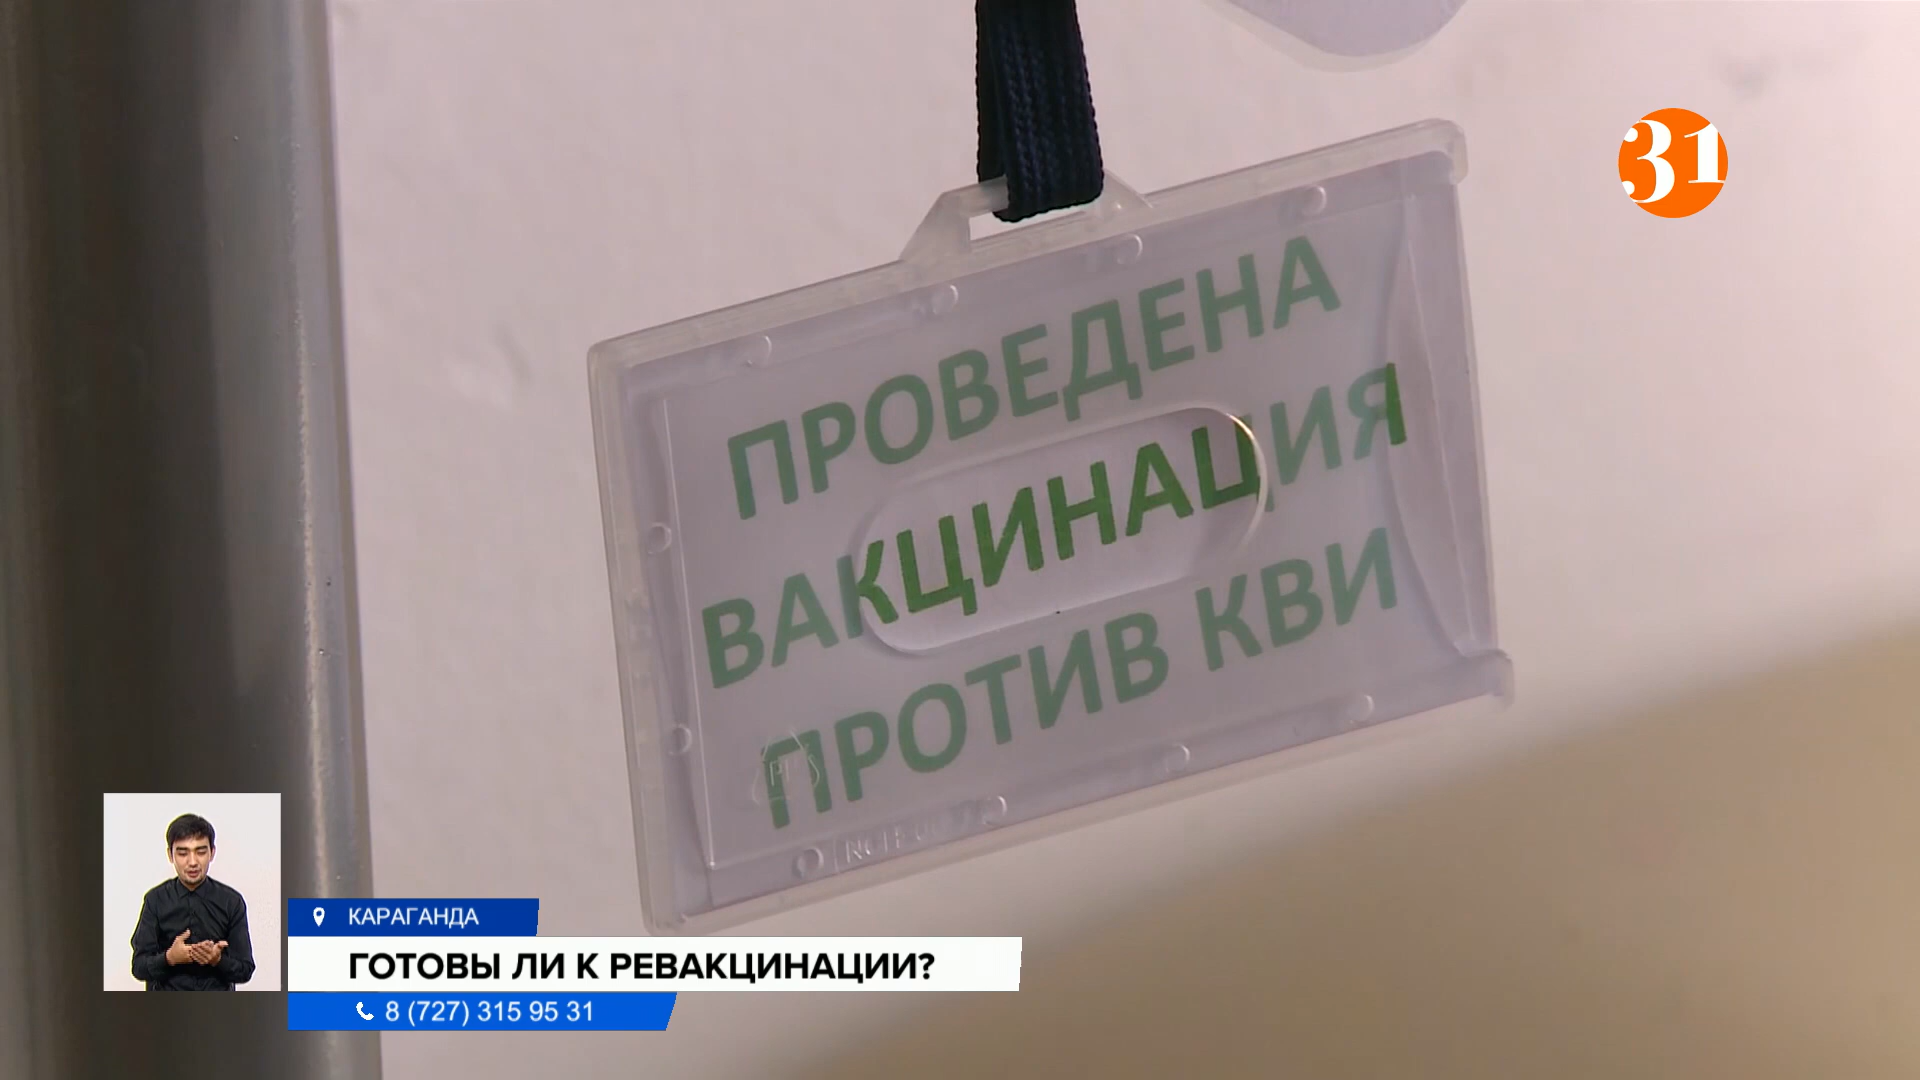 31
ПРОВЕДЕНА
ВАКЦИНАЦИЯ
ПРОТИВ КВИ
КАРАГАНДА
ГОТОВЫ ЛИ К РЕВАКЦИНАЦИИ?
8 (727) 315 95 31